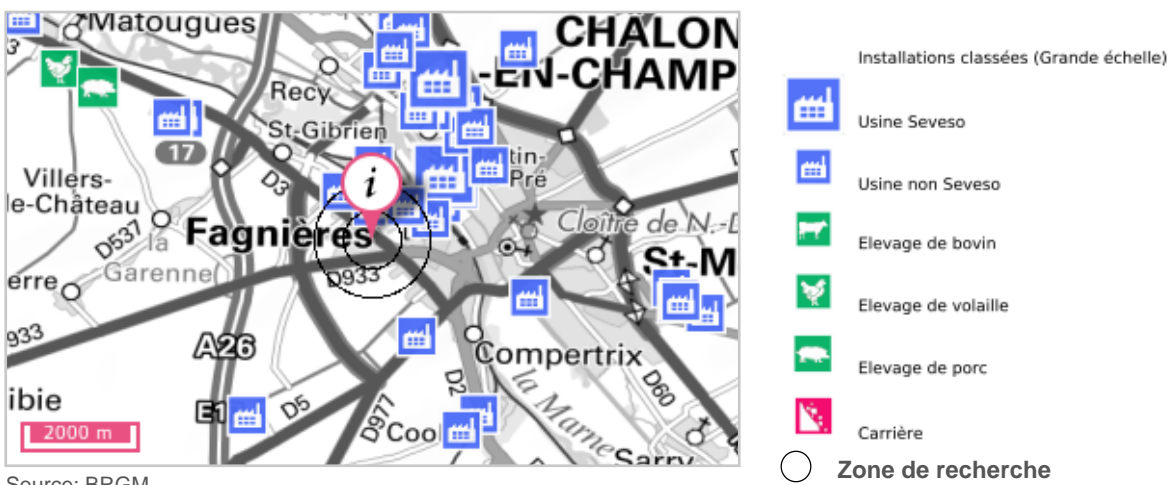 Matougues
3
CHALON
-EN-CHAMP
Recy
St-Gibrien
17
D3
tin-
Pré
Villers-
le-Château
D537
la
Garenne
Fagnières
i
Cloître de N.-D
St-M
erre
D933
933
A26
Compertrix
la Marne
D2
D60
ibie
E1
D5
D977
Cool
Sarry
2000 m
Source: BRGM
Installations classées (Grande échelle)
Usine Seveso
Usine non Seveso
Elevage de bovin
Elevage de volaille
Elevage de porc
Carrière
Zone de recherche